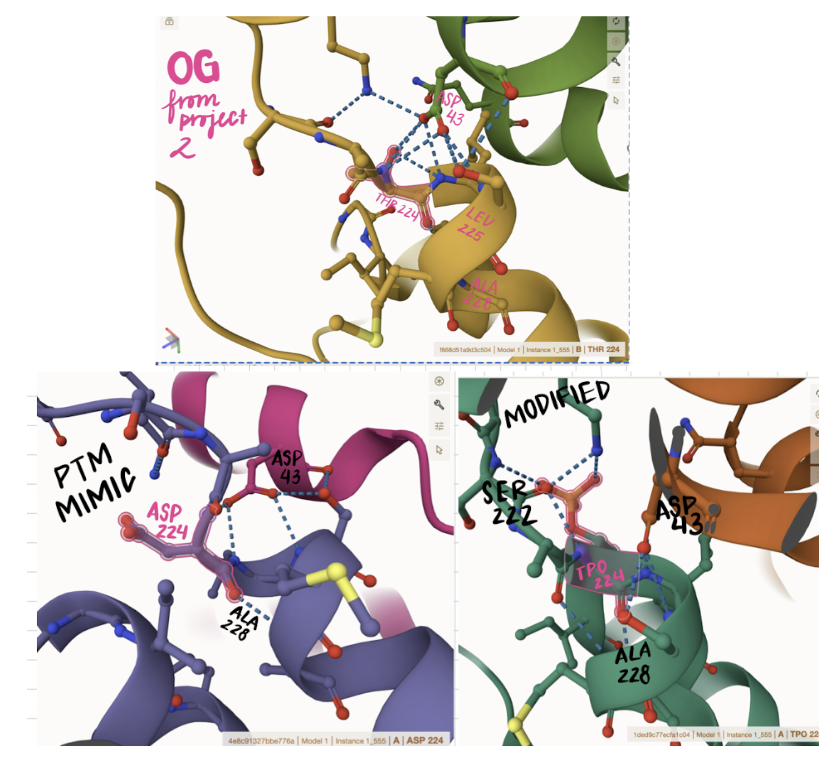 OG
from
project
2
ASP
43
THR 224
LEU
225
ALA
228
1f668d51a9d3c504 | Model 1 | Instance 1_555 | B | THR 224
PTM
MIMIC
ASP
43
ASP
224
ALA
228
4e8c91327bbe776a | Model 1 | Instance 1_555 | A | ASP 224
MODIFIED
SER
222
ASP
43
TPO
224
ALA
228
1ded9c77ecfa1c04 | Model 1 | Instance 1_555 | A | TPO 22